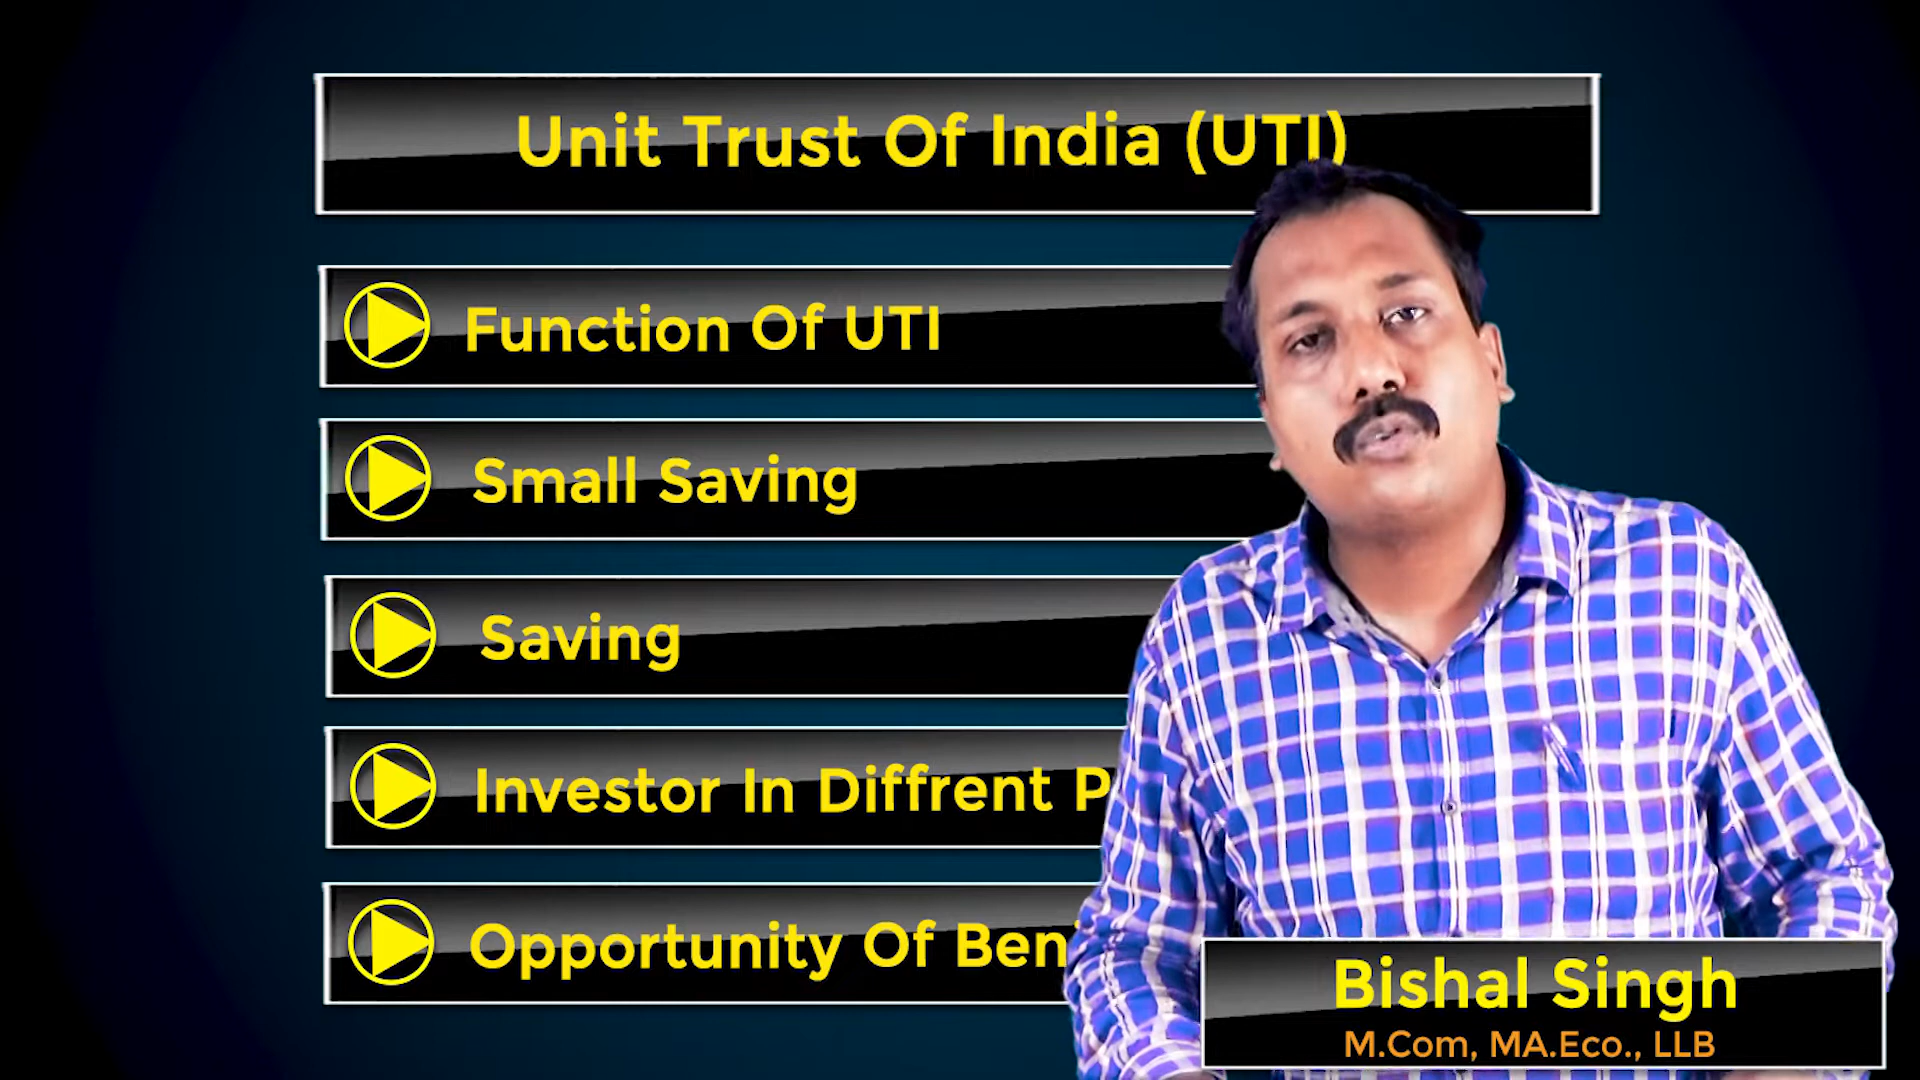 Unit Trust Of India (UTI)
Function Of UTI
Small Saving
Saving
Investor In Diffrent
Opportunity Of
Bishal Singh
M.Com, MA.Eco., LLB